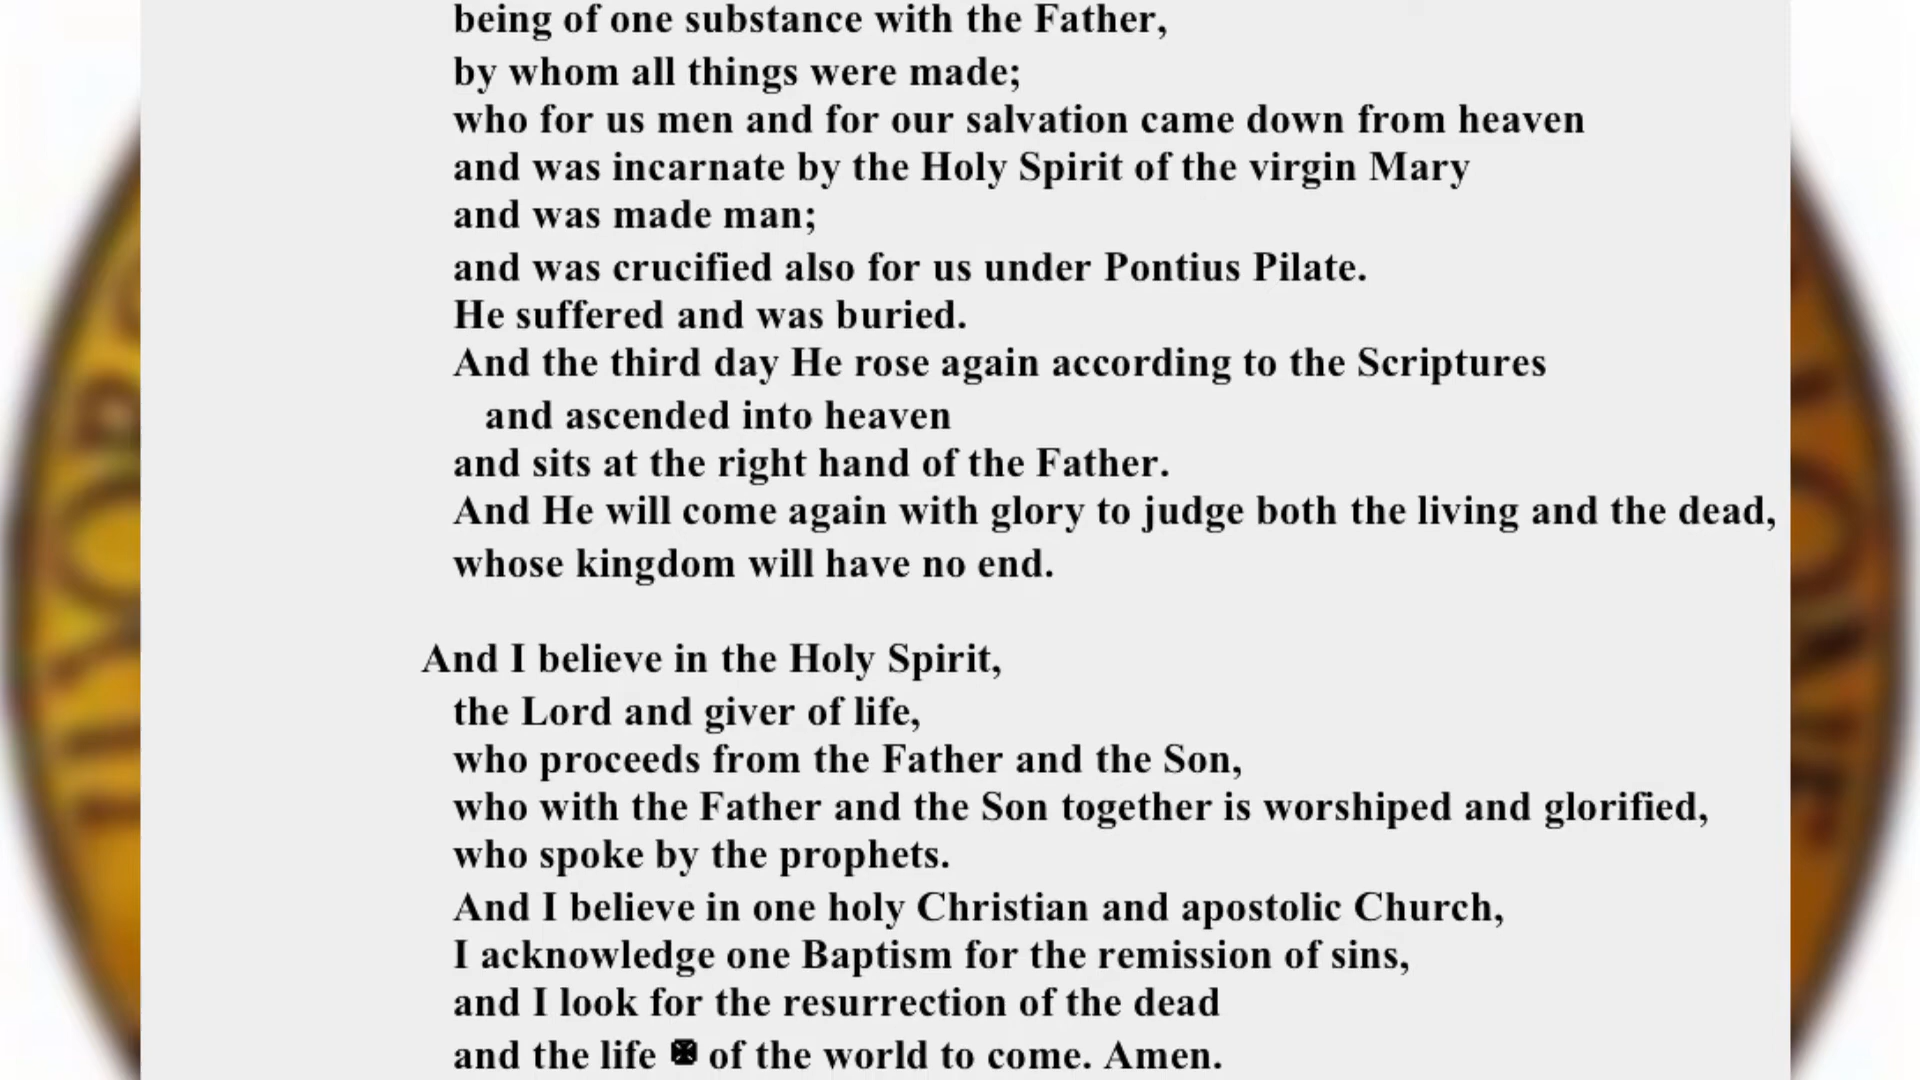 being of one substance with the Father,
by whom all things were made;
who for us men and for our salvation came down from heaven
and was incarnate by the Holy Spirit of the virgin Mary
and was made man;
and was crucified also for us under Pontius Pilate.
He suffered and was buried.
And the third day He rose again according to the Scriptures
and ascended into heaven
and sits at the right hand of the Father.
And He will come again with glory to judge both the living and the dead,
whose kingdom will have no end.
And I believe in the Holy Spirit,
the Lord and giver of life,
who proceeds from the Father and the Son,
who with the Father and the Son together is worshiped and glorified,
who spoke by the prophets.
And I believe in one holy Christian and apostolic Church,
I acknowledge one Baptism for the remission of sins,
and I look for the resurrection of the dead
and the life ✠ of the world to come. Amen.